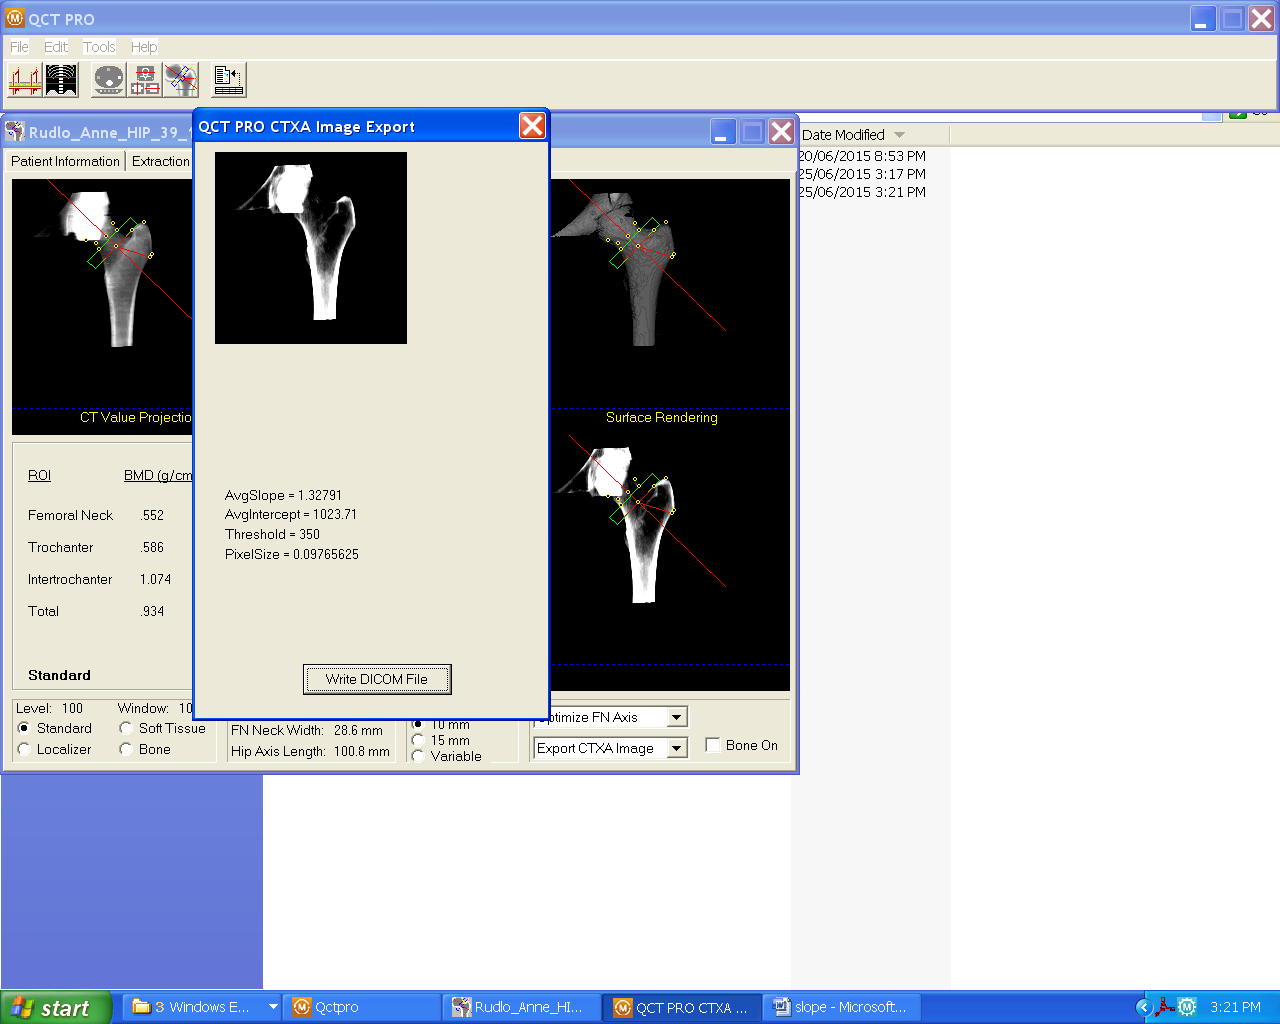 QCT PRO
File Edit Tools Help
Rudlo_Anne_HIP_39_
QCT PRO CTXA Image Export
Date Modified
Patient Information Extraction
20/06/2015 8:53 PM
25/06/2015 3:17 PM
25/06/2015 3:21 PM
CT Value Projectio
Surface Rendering
ROI BMD (g/cm
Femoral Neck .552
Trochanter .586
Intertrochanter 1.074
Total .934
Standard
AvgSlope = 1.32791
AvgIntercept = 1023.71
Threshold = 350
PixelSize = 0.09765625
Write DICOM File
Level: 100 Window: 10
Standard Soft Tissue
Localizer Bone
FN Neck Width: 28.6 mm
Hip Axis Length: 100.8 mm
10 mm
15 mm
Variable
Optimize FN Axis
Export CTXA Image
Bone On
start
3 Windows E...
Qctpro
Rudlo_Anne_HI...
QCT PRO CTXA ...
slope - Microsoft...
3:21 PM